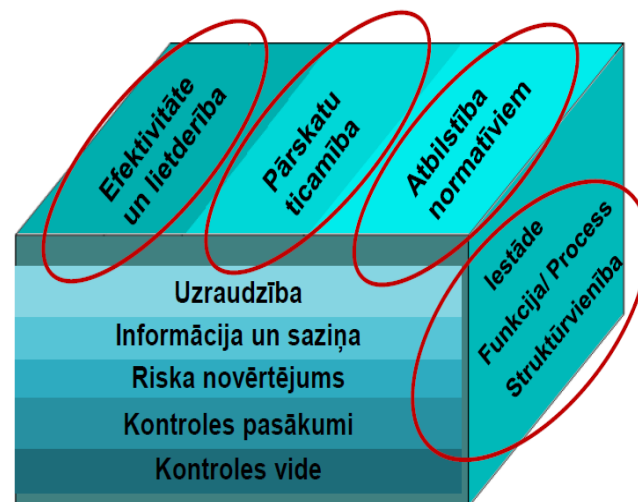 Efektivitāte
un lietderība
Pārskatu
ticamība
Atbilstība
normatīviem
Iestāde
Funkcija/ Process
Struktūrvienība
Uzraudzība
Informācija un saziņa
Riska novērtējums
Kontroles pasākumi
Kontroles vide